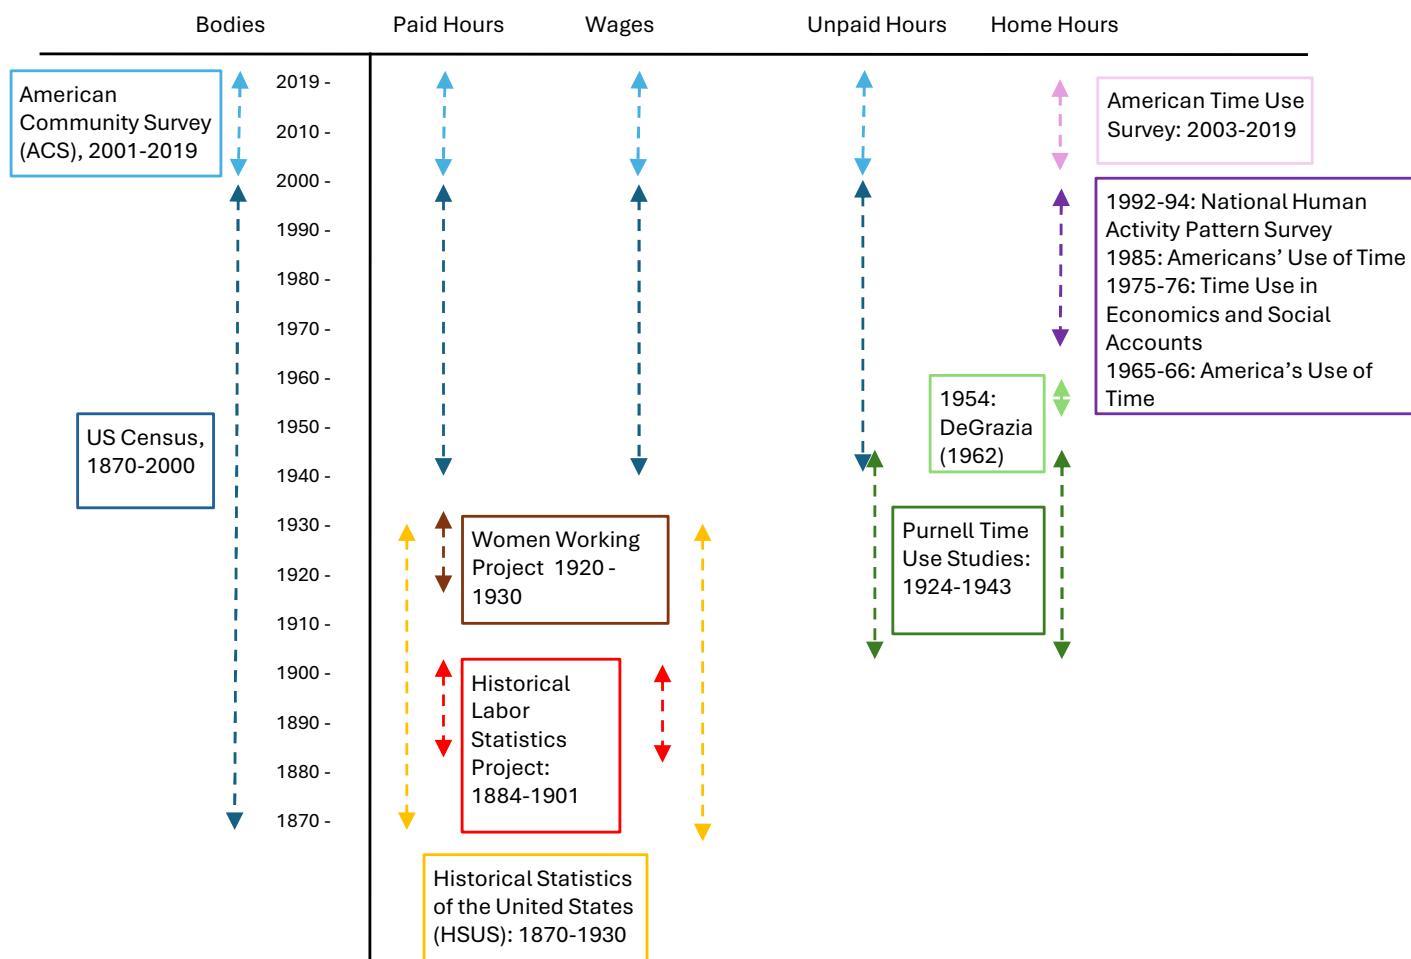 Bodies
Paid Hours
Wages
Unpaid Hours
Home Hours
American
Community Survey
(ACS), 2001-2019
US Census,
1870-2000
2019 -
2010 -
2000 -
1990 -
1980 -
1970 -
1960 -
1950 -
1940 -
1930 -
1920 -
1910 -
1900 -
1890 -
1880 -
1870 -
Women Working
Project 1920 -
1930
Historical
Labor
Statistics
Project:
1884-1901
Historical Statistics
of the United States
(HSUS): 1870-1930
1954:
DeGrazia
(1962)
Purnell Time
Use Studies:
1924-1943
American Time Use
Survey: 2003-2019
1992-94: National Human
Activity Pattern Survey
1985: Americans’ Use of Time
1975-76: Time Use in
Economics and Social
Accounts
1965-66: America’s Use of
Time